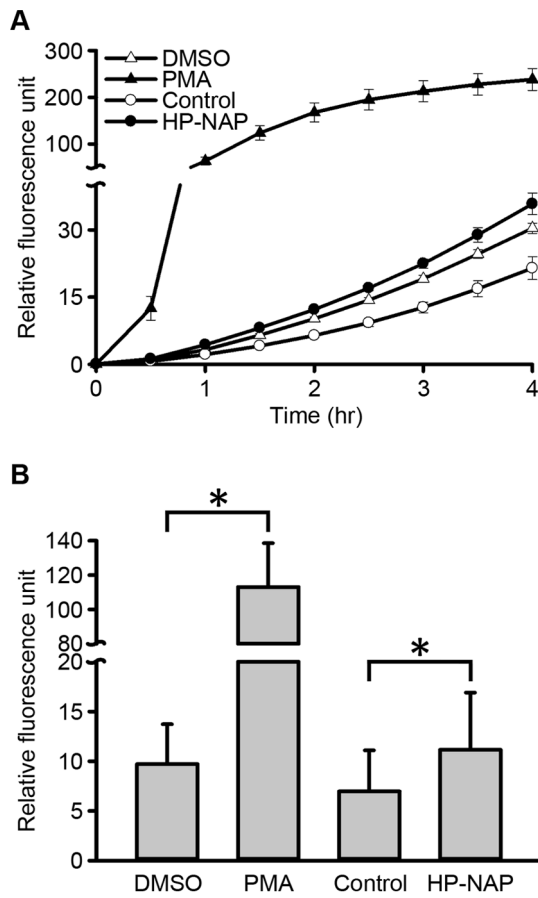 A
Relative fluorescence unit
300
200
100
30
15
0
DMSO
PMA
Control
HP-NAP
0 1 2 3 4
Time (hr)
B
Relative fluorescence unit
140
120
100
80
20
15
10
5
0
* *
DMSO PMA Control HP-NAP